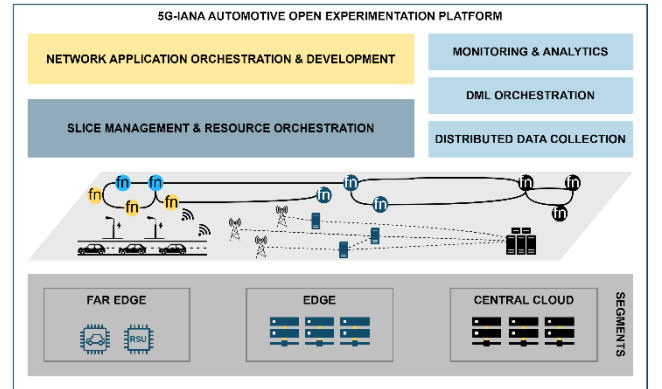 5G-IANA AUTOMOTIVE OPEN EXPERIMENTATION PLATFORM
NETWORK APPLICATION ORCHESTRATION & DEVELOPMENT
SLICE MANAGEMENT & RESOURCE ORCHESTRATION
MONITORING & ANALYTICS
DML ORCHESTRATION
DISTRIBUTED DATA COLLECTION
fn
fn
fn
fn
fn
fn
fn
fn
fn
fn
fn
FAR EDGE
RSU
EDGE
CENTRAL CLOUD
SEGMENTS